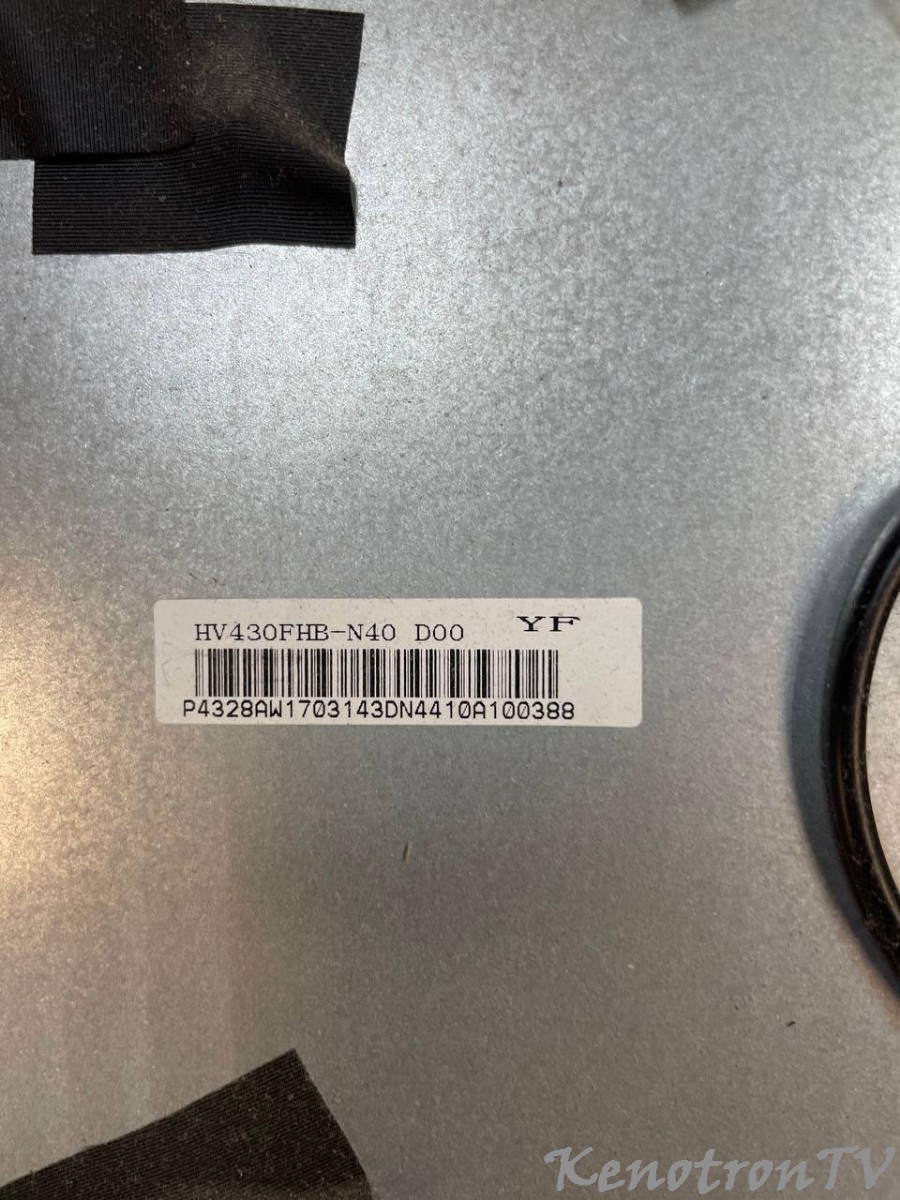 HV430FHB-N40 D00 YF
P4328AW1703143DN4410A100388
KenotronTV